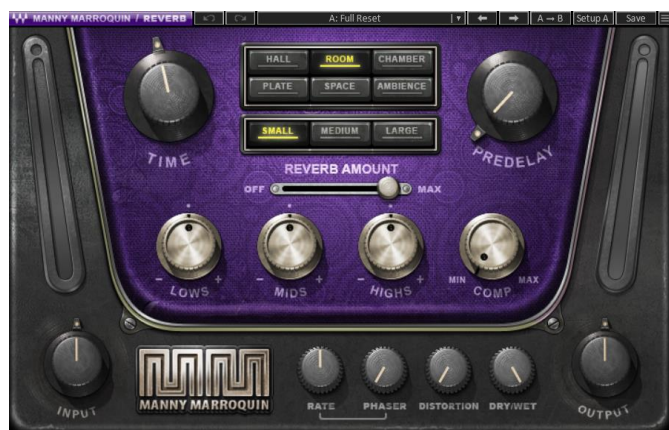 MANNY MARROQUIN / REVERB A: Full Reset A → B Setup A Save
HALL ROOM CHAMBER
PLATE SPACE AMBIENCE
SMALL MEDIUM LARGE
TIME
PREDELAY
REVERB AMOUNT
OFF MAX
- + - + - + MIN MAX
LOWS MIDS HIGHS COMP
MANNY MARROQUIN
INPUT RATE PHASER DISTORTION DRY/WET OUTPUT